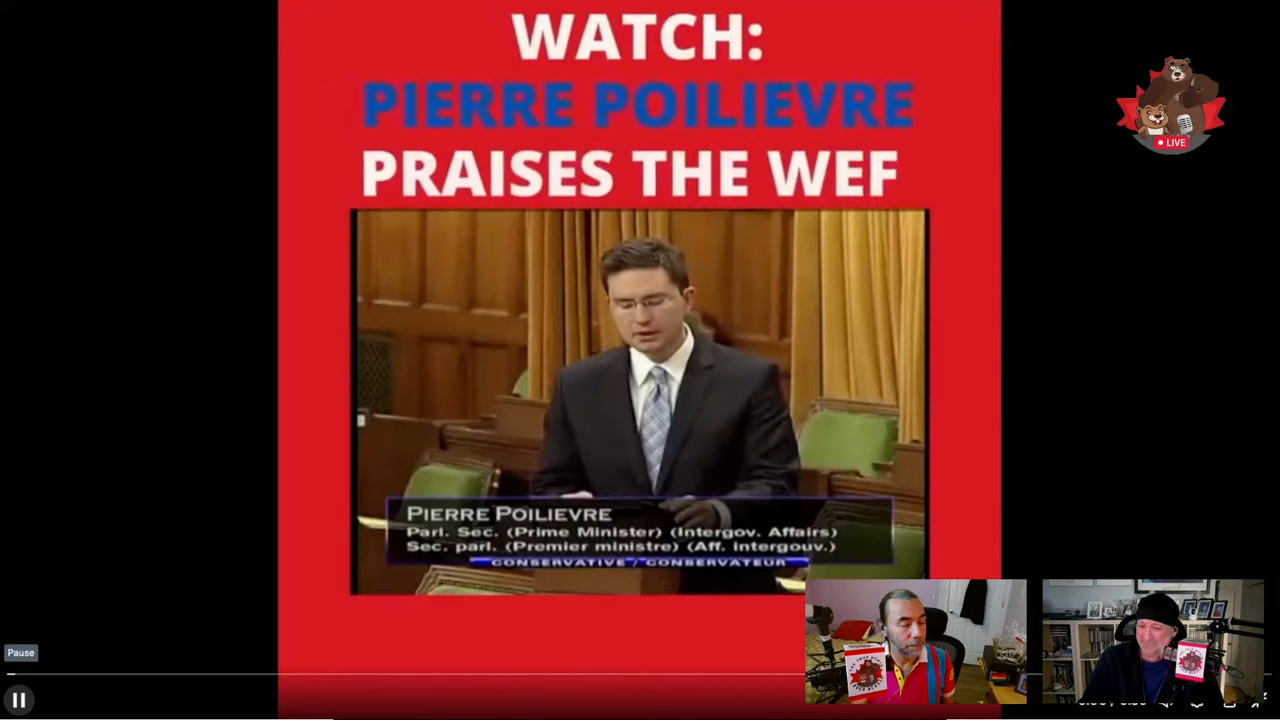 WATCH:
PIERRE POILIEVRE
PRAISES THE WEF
LIVE
PIERRE POILIEVRE
Parl. Sec. (Prime Minister) (Intergov. Affairs)
Sec. parl. (Premier ministre) (Aff. Intergouv.)
CONSERVATIVE / CONSERVATEUR
Pause